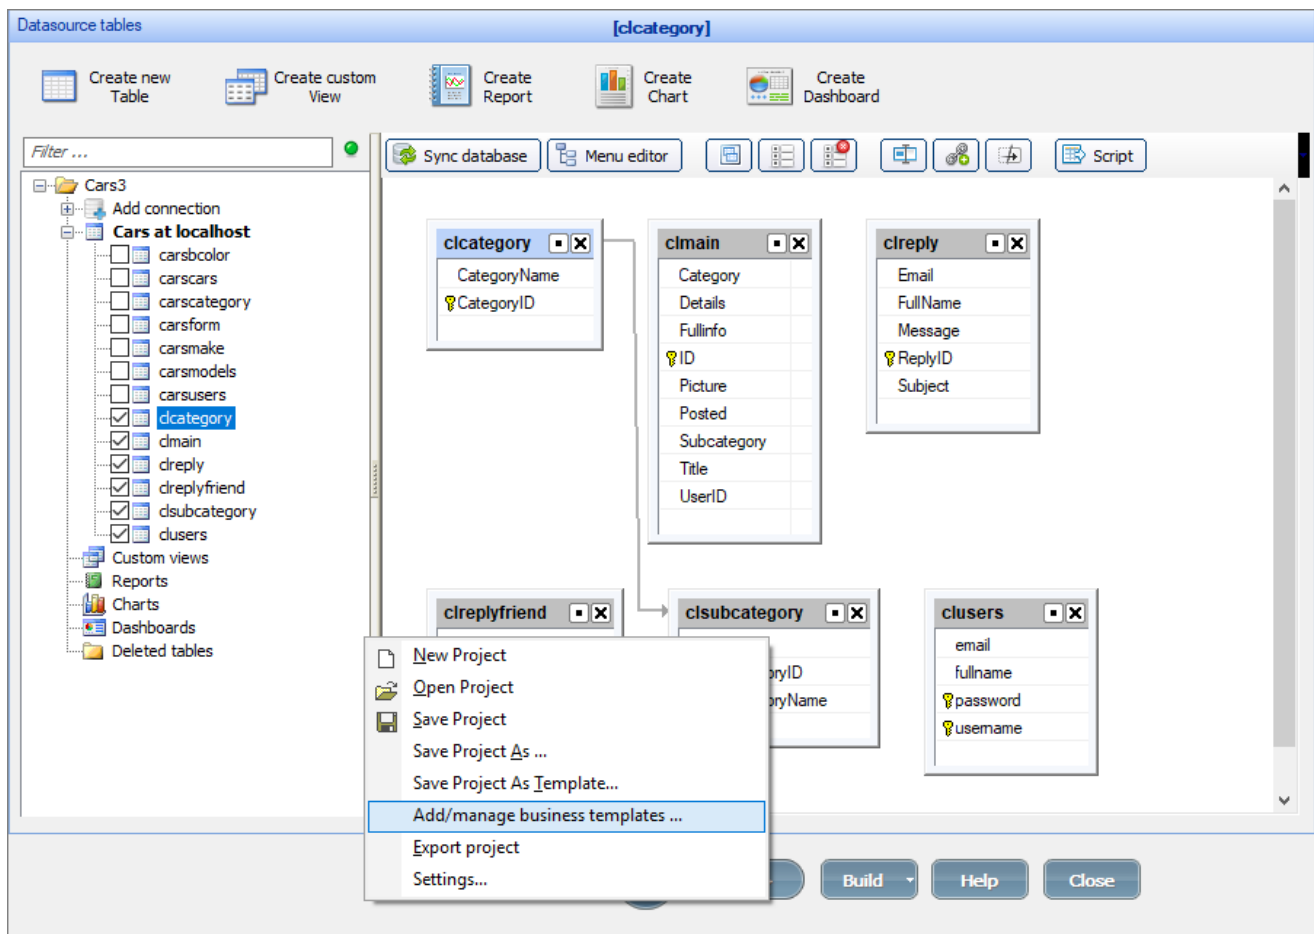 Datasource tables
[clcategory]
Create new
Table
Create custom
View
Create
Report
Create
Chart
Create
Dashboard
Filter ...
Sync database
Menu editor
Script
Cars3
Add connection
Cars at localhost
carsbcolor
carscars
carscategory
carsform
carsmake
carsmodels
carsusers
clcategory
clmain
clreply
clreplyfriend
clsubcategory
clusers
Custom views
Reports
Charts
Dashboards
Deleted tables
clcategory
CategoryName
CategoryID
clmain
Category
Details
Fullinfo
ID
Picture
Posted
Subcategory
Title
UserID
clreply
Email
FullName
Message
ReplyID
Subject
clreplyfriend
clsubcategory
oryID
oryName
clusers
email
fullname
password
username
New Project
Open Project
Save Project
Save Project As ...
Save Project As Template...
Add/manage business templates ...
Export project
Settings...
Build
Help
Close